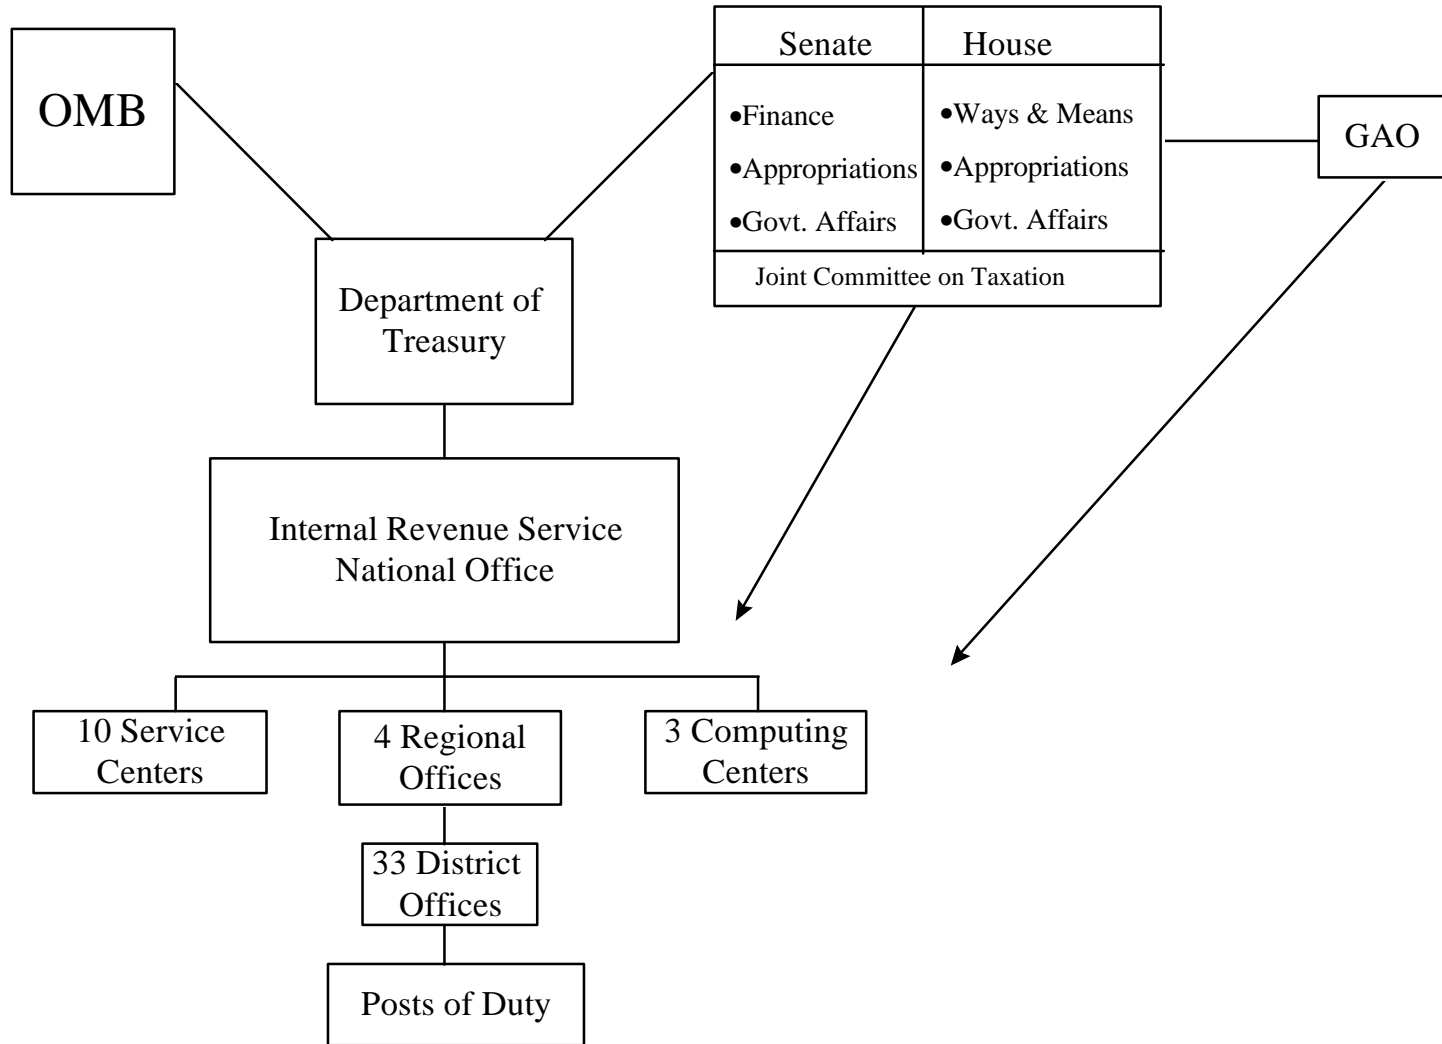 OMB
Senate
House
•Finance
•Appropriations
•Govt. Affairs
•Ways & Means
•Appropriations
•Govt. Affairs
Joint Committee on Taxation
GAO
Department of
Treasury
Internal Revenue Service
National Office
10 Service
Centers
4 Regional
Offices
3 Computing
Centers
33 District
Offices
Posts of Duty